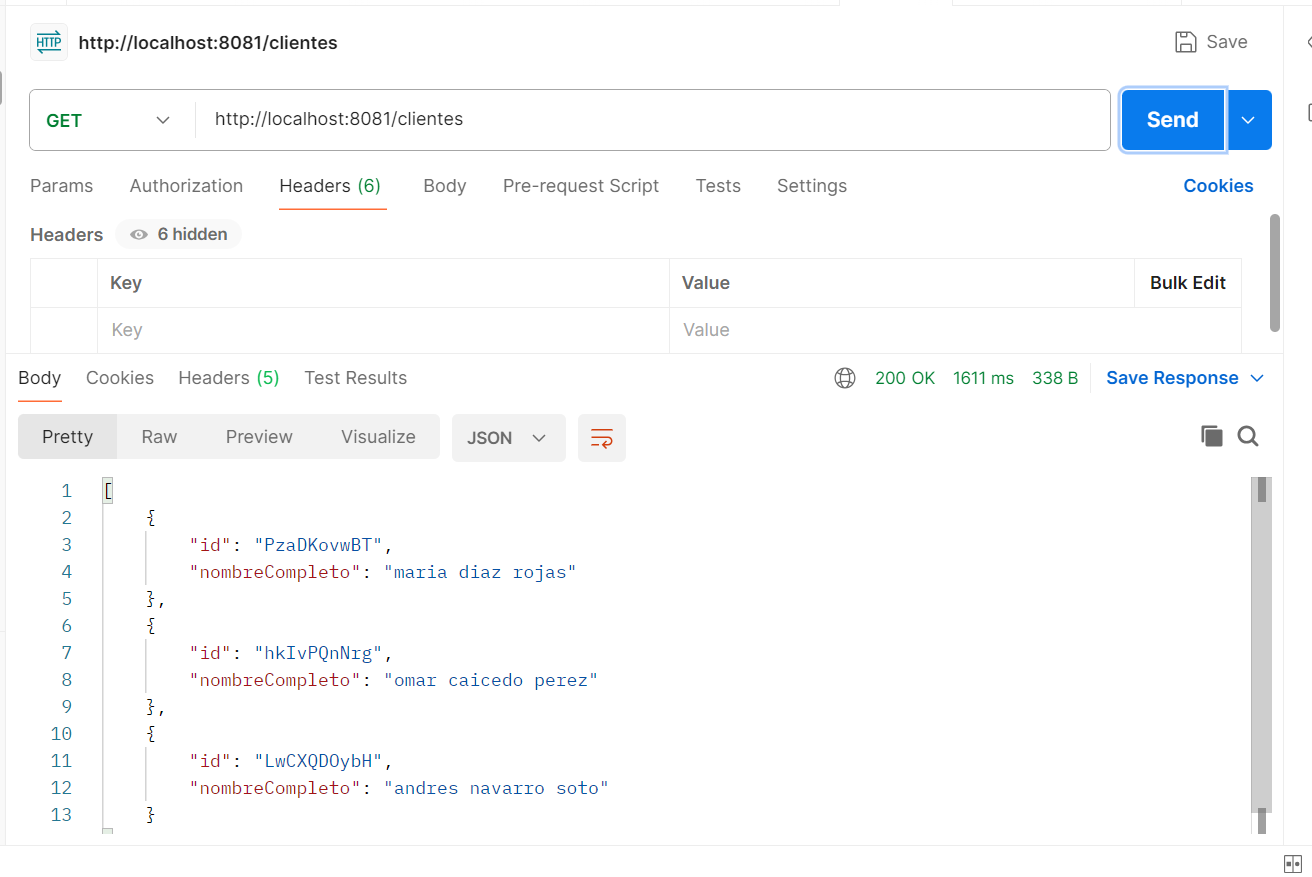 HTTP http://localhost:8081/clientes Save
GET http://localhost:8081/clientes Send
Params Authorization Headers (6) Body Pre-request Script Tests Settings Cookies
Headers 6 hidden
Key Value Bulk Edit
Key Value
Body Cookies Headers (5) Test Results 200 OK 1611 ms 338 B Save Response
Pretty Raw Preview Visualize JSON
1 [
2 {
3 "id": "PzaDKovwBT",
4 "nombreCompleto": "maria diaz rojas"
5 },
6 {
7 "id": "hkIvPQnNrg",
8 "nombreCompleto": "omar caicedo perez"
9 },
10 {
11 "id": "LwCXQDOybH",
12 "nombreCompleto": "andres navarro soto"
13 }